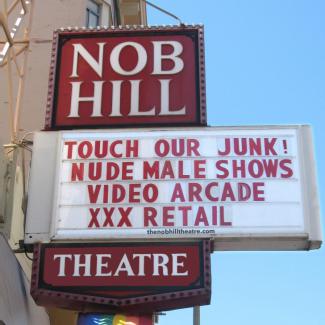 NOB
HILL
TOUCH OUR JUNK!
NUDE MALE SHOWS
VIDEO ARCADE
XXX RETAIL
thenobhilltheatre.com
THEATRE